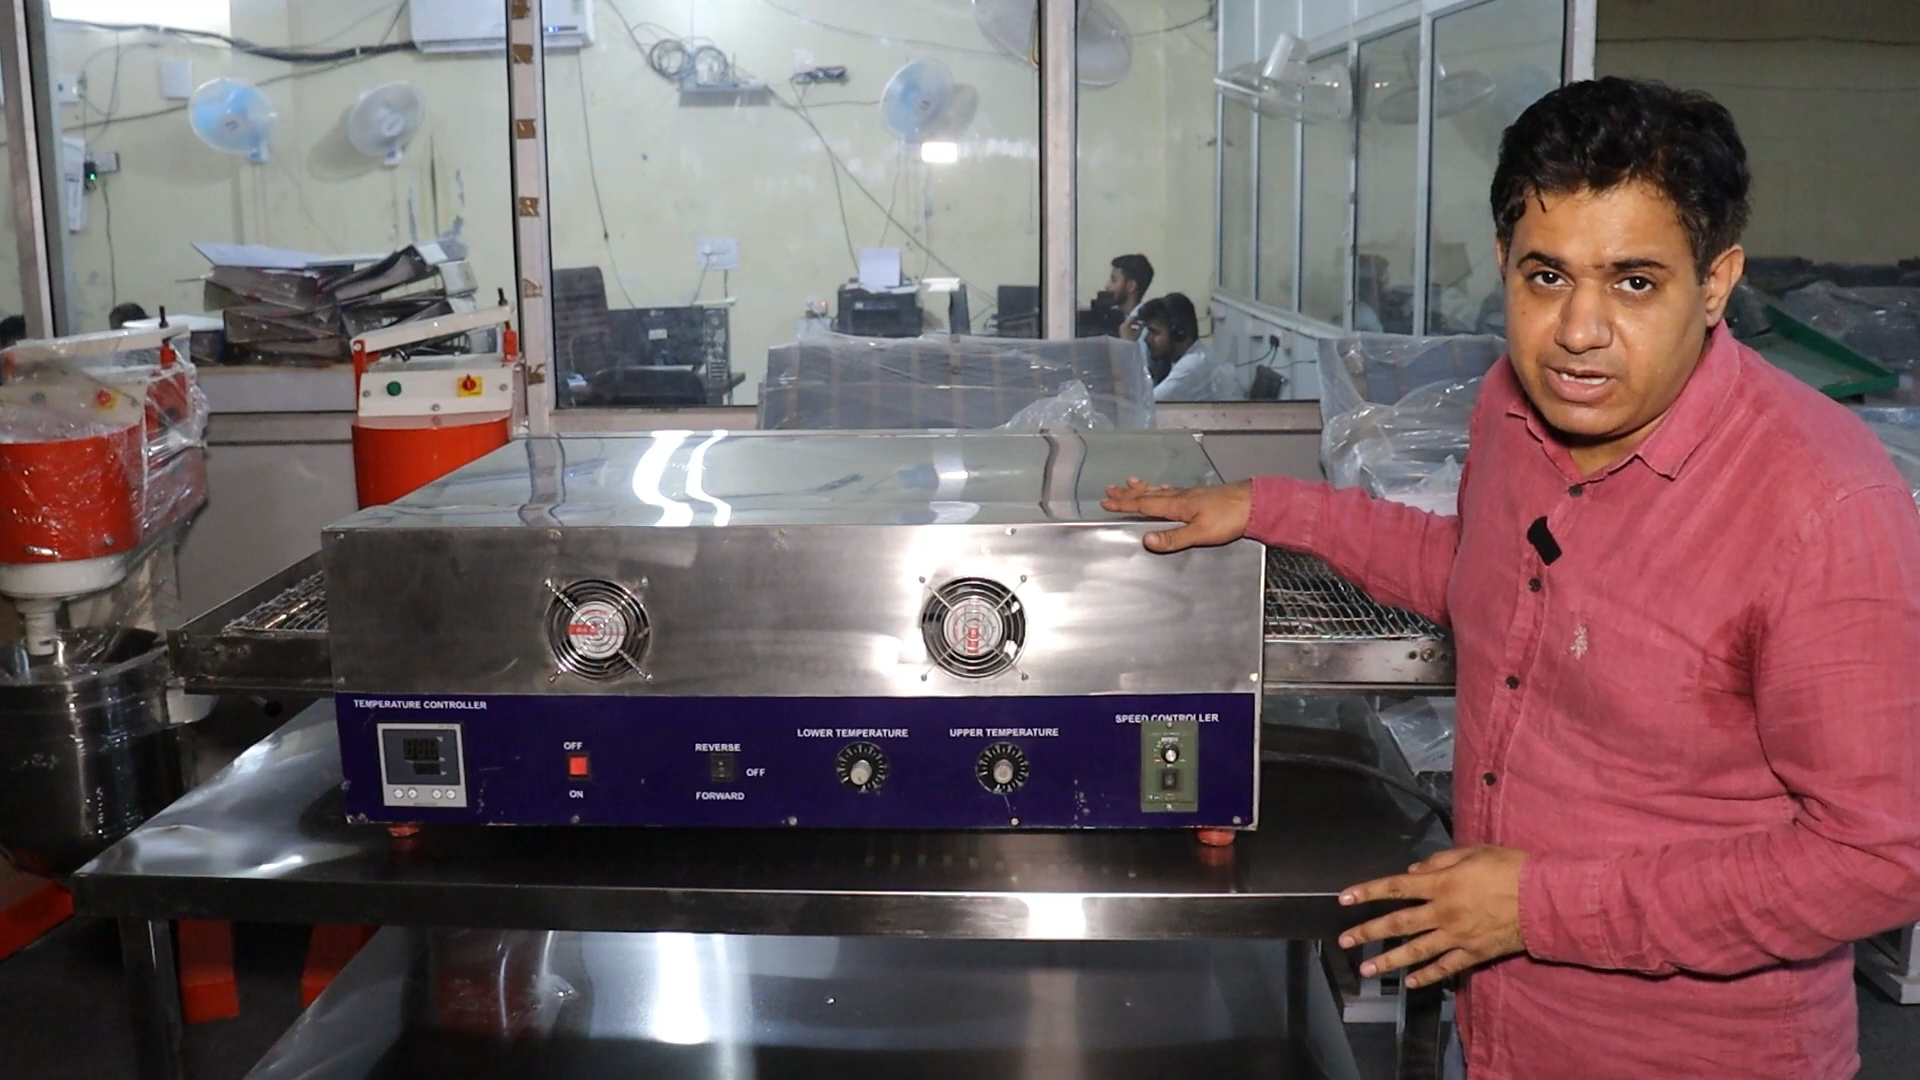 TEMPERATURE CONTROLLER
OFF
ON
REVERSE
OFF
FORWARD
LOWER TEMPERATURE
UPPER TEMPERATURE
SPEED CONTROLLER